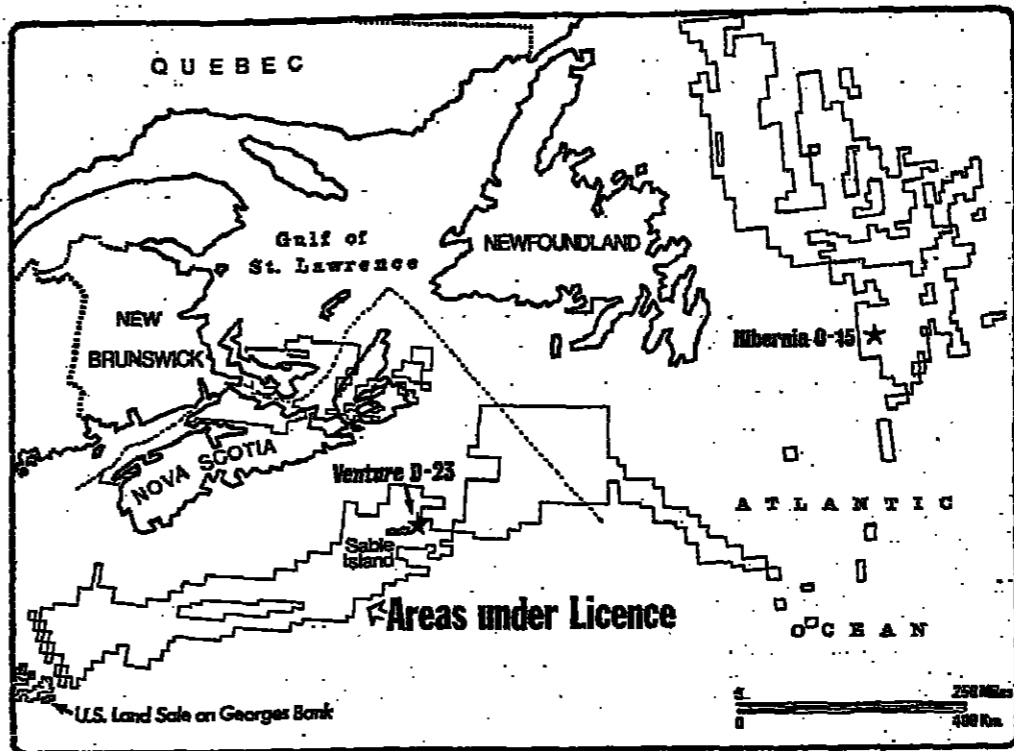 QUEBEC
Gulf of
St. Lawrence
NEWFOUNDLAND
NEW
BRUNSWICK
Hibernia O-15
NOVA SCOTIA
Venture D-23
Sable
Island
ATLANTIC
OCEAN
Areas under Licence
U.S. Land Sale on Georges Bank
0
250 Miles
0
400 Km.